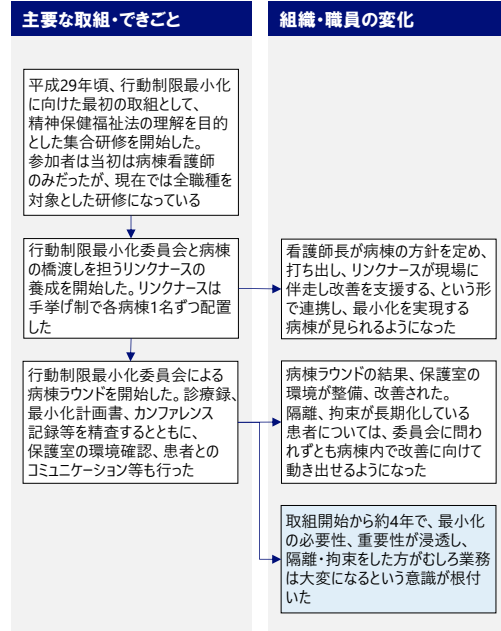 主要な取組・できごと
組織・職員の変化
平成29年頃、行動制限最小化
に向けた最初の取組として、
精神保健福祉法の理解を目的
とした集合研修を開始した。
参加者は当初は病棟看護師
のみだったが、現在では全職種を
対象とした研修になっている
行動制限最小化委員会と病棟
の橋渡しを担うリンクナースの
養成を開始した。リンクナースは
手挙げ制で各病棟1名ずつ配置
した
看護師長が病棟の方針を定め、
打ち出し、リンクナースが現場に
伴走し改善を支援する、という形
で連携し、最小化を実現する
病棟が見られるようになった
行動制限最小化委員会による
病棟ラウンドを開始した。診療録、
最小化計画書、カンファレンス
記録等を精査するとともに、
保護室の環境確認、患者との
コミュニケーション等も行った
病棟ラウンドの結果、保護室の
環境が整備、改善された。
隔離、拘束が長期化している
患者については、委員会に問わ
れずとも病棟内で改善に向けて
動き出せるようになった
取組開始から約4年で、最小化
の必要性、重要性が浸透し、
隔離・拘束をした方がむしろ業務
は大変になるという意識が根付
いた